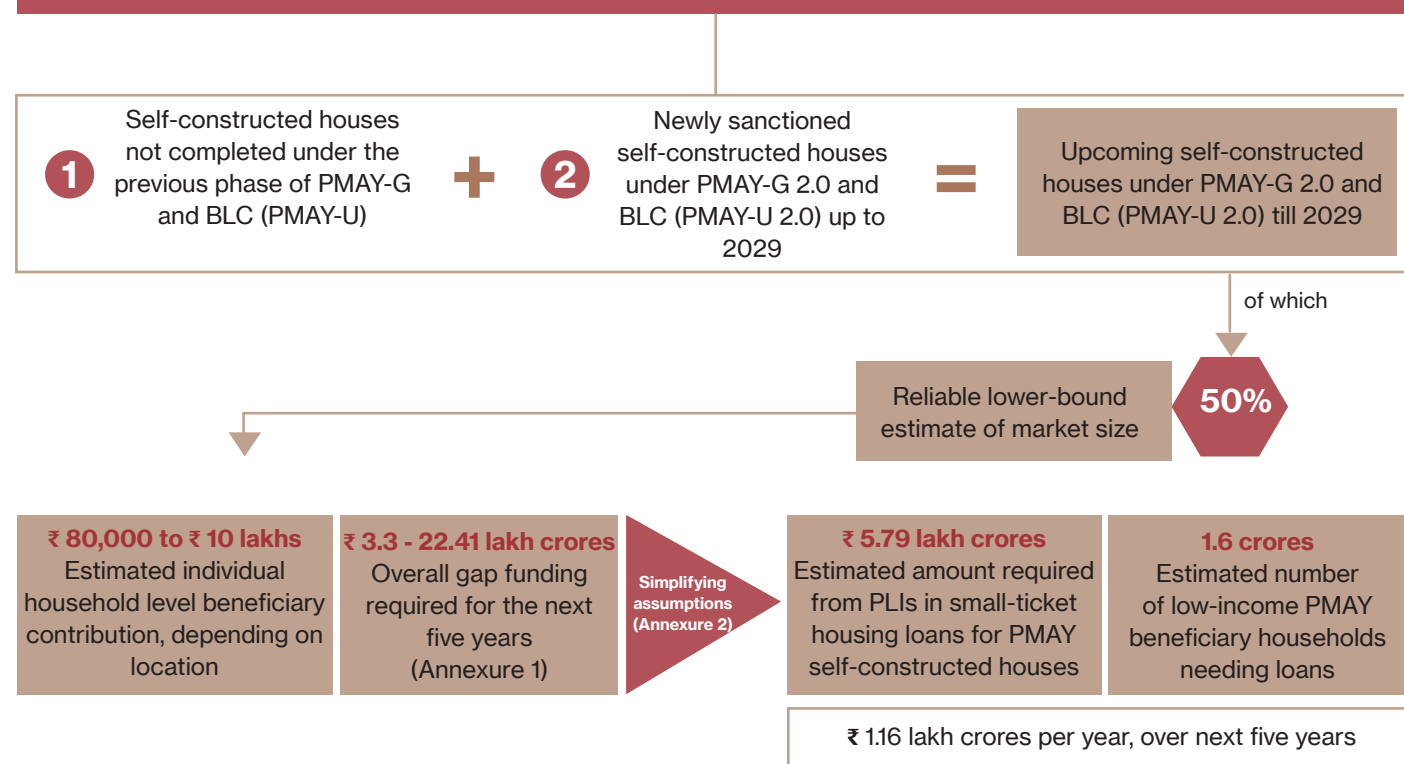 1
Self-constructed houses
not completed under the
previous phase of PMAY-G
and BLC (PMAY-U)
+
2
Newly sanctioned
self-constructed houses
under PMAY-G 2.0 and
BLC (PMAY-U 2.0) up to
2029
=
Upcoming self-constructed
houses under PMAY-G 2.0 and
BLC (PMAY-U 2.0) till 2029
of which
50%
Reliable lower-bound
estimate of market size
₹ 80,000 to ₹ 10 lakhs
Estimated individual
household level beneficiary
contribution, depending on
location
₹ 3.3 - 22.41 lakh crores
Overall gap funding
required for the next
five years
(Annexure 1)
Simplifying
assumptions
(Annexure 2)
₹ 5.79 lakh crores
Estimated amount required
from PLIs in small-ticket
housing loans for PMAY
self-constructed houses
1.6 crores
Estimated number
of low-income PMAY
beneficiary households
needing loans
₹ 1.16 lakh crores per year, over next five years